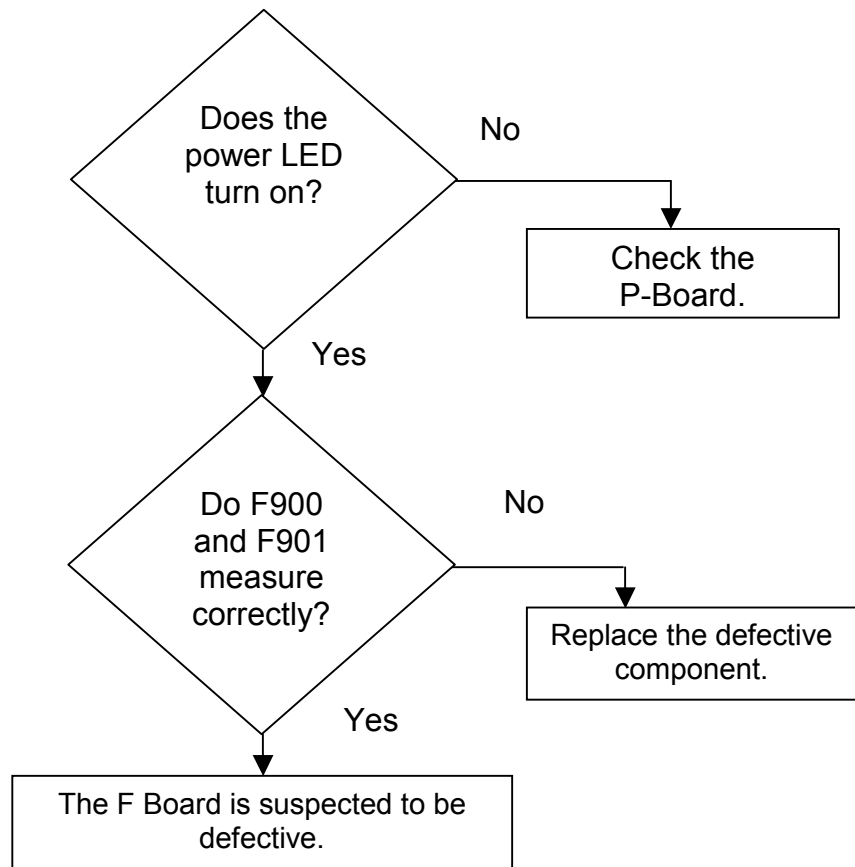 Does the
power LED
turn on?
No
Check the
P-Board.
Yes
Do F900
and F901
measure
correctly?
No
Replace the defective
component.
Yes
The F Board is suspected to be
defective.